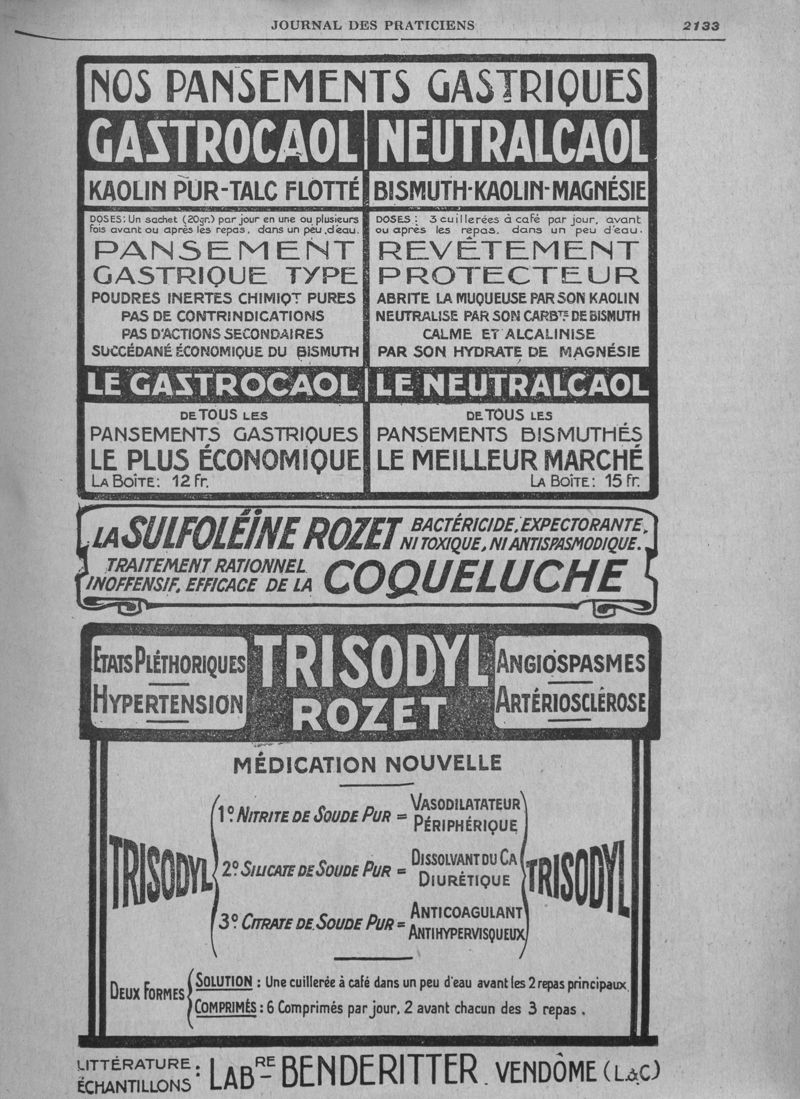 JOURNAL DES PRATICIENS 2133
NOS PANSEMENTS GASTRIQUES
GASTROCAOL
KAOLIN PUR-TALC FLOTTÉ
DOSES: Un sachet (20gr.) par jour en une ou plusieurs
fois avant ou après les repas, dans un peu d'eau.
PANSEMENT
GASTRIQUE TYPE
POUDRES INERTES CHIMIQT PURES
PAS DE CONTRINDICATIONS
PAS D'ACTIONS SECONDAIRES
SUCCÉDANÉ ÉCONOMIQUE DU BISMUTH
LE GASTROCAOL
DE TOUS LES
PANSEMENTS GASTRIQUES
LE PLUS ÉCONOMIQUE
LA BOÎTE: 12 Fr.
NEUTRALCAOL
BISMUTH-KAOLIN-MAGNÉSIE
DOSES: 3 cuillerées à café par jour, avant
ou après les repas, dans un peu d'eau.
REVÊTEMENT
PROTECTEUR
ABRITE LA MUQUEUSE PAR SON KAOLIN
NEUTRALISE PAR SON CARBTE DE BISMUTH
CALME ET ALCALINISE
PAR SON HYDRATE DE MAGNÉSIE
LE NEUTRALCAOL
DE TOUS LES
PANSEMENTS BISMUTHÉS
LE MEILLEUR MARCHÉ
LA BOÎTE: 15 fr.
LA SULFOLÉINE ROZET BACTÉRICIDE, EXPECTORANTE,
NI TOXIQUE, NI ANTISPASMODIQUE.
TRAITEMENT RATIONNEL
INOFFENSIF, EFFICACE DE LA COQUELUCHE
ETATS PLÉTHORIQUES
HYPERTENSION
TRISODYL
ROZET
ANGIOSPASMES
ARTÉRIOSCLÉROSE
MÉDICATION NOUVELLE
TRISODYL
1º NITRITE DE SOUDE PUR = VASODILATATEUR
PÉRIPHÉRIQUE
2º SILICATE DE SOUDE PUR = DISSOLVANT DU CA
DIURÉTIQUE
3º CITRATE DE SOUDE PUR = ANTICOAGULANT
ANTIHYPERVISQUEUX
TRISODYL
DEUX FORMES
SOLUTION : Une cuillerée à café dans un peu d'eau avant les 2 repas principaux
COMPRIMÉS : 6 Comprimés par jour, 2 avant chacun des 3 repas.
LITTÉRATURE
ÉCHANTILLONS : LABRE BENDERITTER. VENDÔME (L.&C)